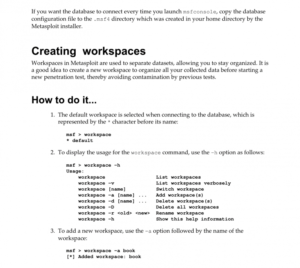 If you want the database to connect every time you launch msfconsole, copy the database
configuration file to the .msf4 directory which was created in your home directory by the
Metasploit installer.
Creating workspaces
Workspaces in Metasploit are used to separate datasets, allowing you to stay organized. It is
a good idea to create a new workspace to organize all your collected data before starting a
new penetration test, thereby avoiding contamination by previous tests.
How to do it...
1. The default workspace is selected when connecting to the database, which is
represented by the * character before its name:
msf > workspace
* default
2. To display the usage for the workspace command, use the -h option as follows:
msf > workspace -h
Usage:
workspace List workspaces
workspace -v List workspaces verbosely
workspace [name] Switch workspace
workspace -a [name] ... Add workspace(s)
workspace -d [name] ... Delete workspace(s)
workspace -D Delete all workspaces
workspace -r <old> <new> Rename workspace
workspace -h Show this help information
3. To add a new workspace, use the -a option followed by the name of the
workspace:
msf > workspace -a book
[*] Added workspace: book